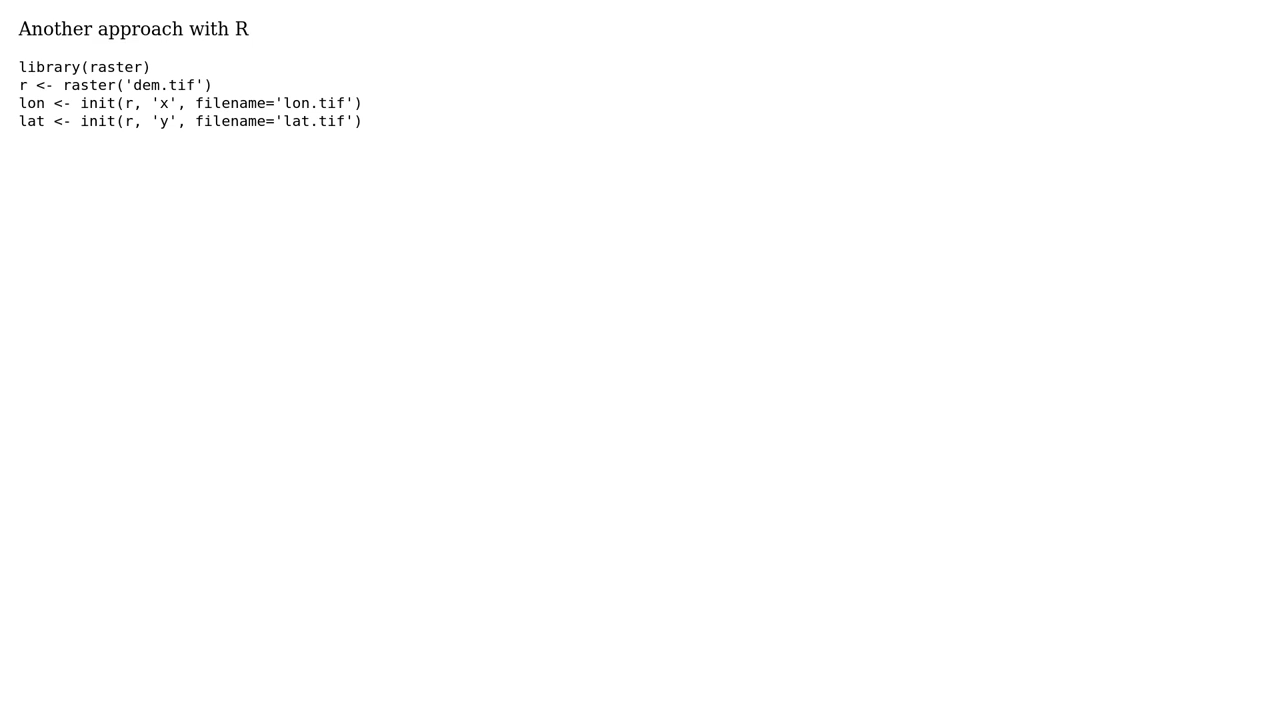 Another approach with R
library(raster)
r <- raster('dem.tif')
lon <- init(r, 'x', filename='lon.tif')
lat <- init(r, 'y', filename='lat.tif')